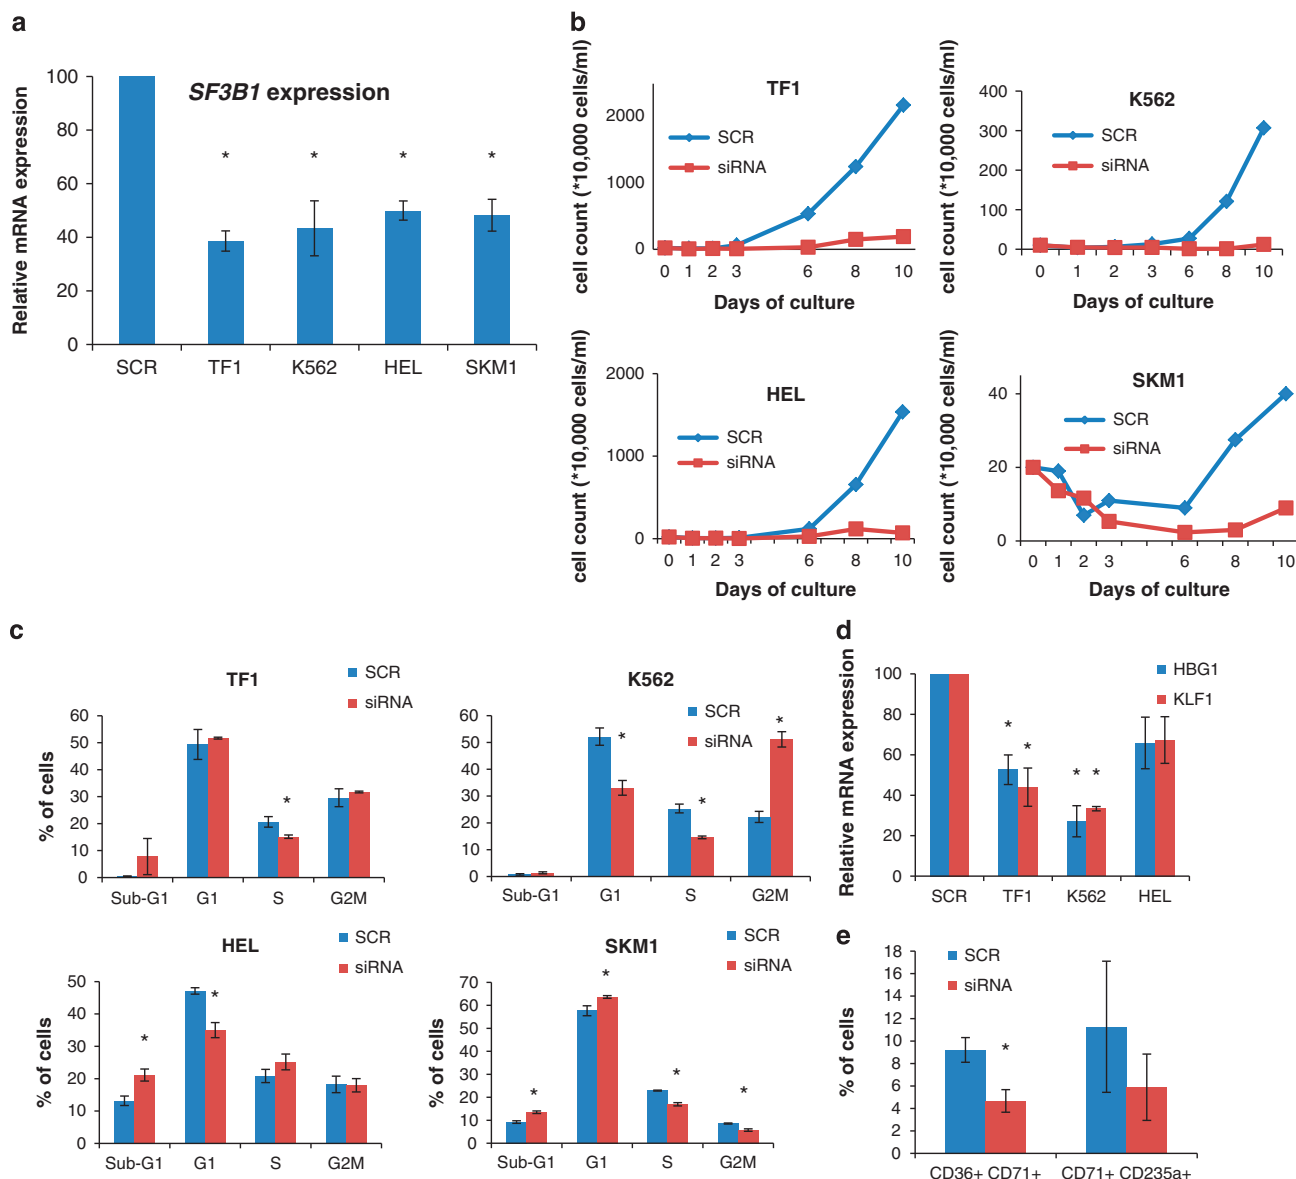 a
SF3B1 expression
Relative mRNA expression
100
80
60
40
20
0
* * * *
SCR TF1 K562 HEL SKM1
b
TF1
SCR
siRNA
cell count (*10,000 cells/ml)
2000
1000
0
0 1 2 3 6 8 10
Days of culture
K562
SCR
siRNA
cell count (*10,000 cells/ml)
400
300
200
100
0
0 1 2 3 6 8 10
Days of culture
HEL
SCR
siRNA
cell count (*10,000 cells/ml)
2000
1000
0
0 1 2 3 6 8 10
Days of culture
SKM1
SCR
siRNA
cell count (*10,000 cells/ml)
40
20
0
0 1 2 3 6 8 10
Days of culture
c
TF1
SCR
siRNA
% of cells
60
50
40
30
20
10
0
*
Sub-G1 G1 S G2M
K562
SCR
siRNA
60
50
40
30
20
10
0
* * *
Sub-G1 G1 S G2M
HEL
SCR
siRNA
% of cells
50
40
30
20
10
0
* *
Sub-G1 G1 S G2M
SKM1
SCR
siRNA
% of cells
70
60
50
40
30
20
10
0
* * * *
Sub-G1 G1 S G2M
d
HBG1
KLF1
Relative mRNA expression
100
80
60
40
20
0
* * * *
SCR TF1 K562 HEL
e
SCR
siRNA
% of cells
18
16
14
12
10
8
6
4
2
0
*
CD36+ CD71+ CD71+ CD235a+